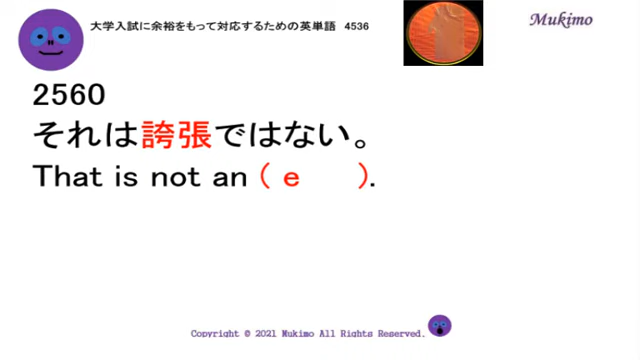 大学入試に余裕をもって対応するための英単語 4536
Mukimo
2560
それは誇張ではない。
That is not an ( e ).
Copyright © 2021 Mukimo All Rights Reserved.